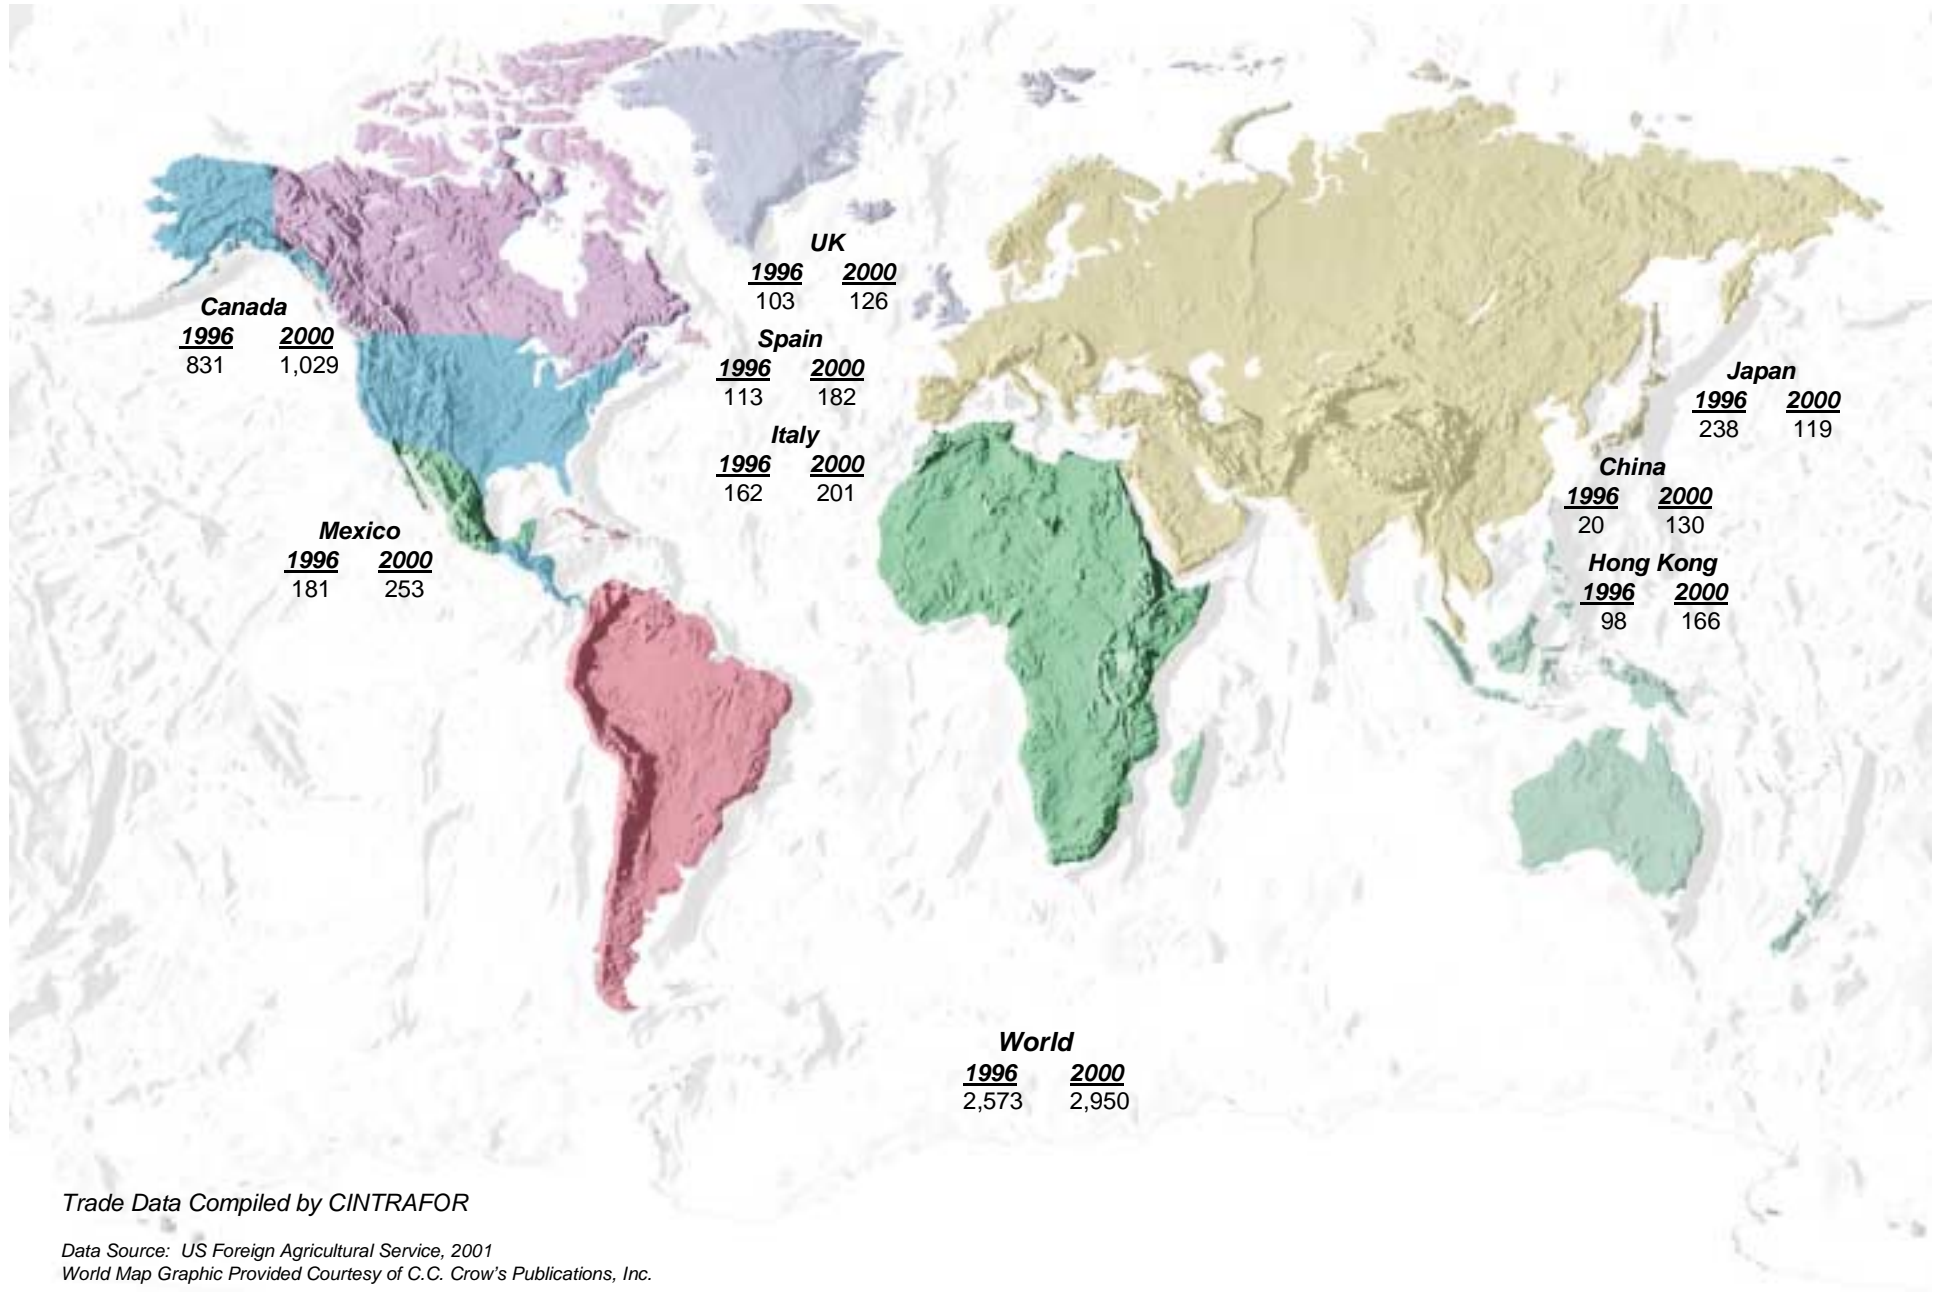 UK
1996 2000
103 126
Canada
1996 2000
831 1,029
Spain
1996 2000
113 182
Italy
1996 2000
162 201
Mexico
1996 2000
181 253
Japan
1996 2000
238 119
China
1996 2000
20 130
Hong Kong
1996 2000
98 166
World
1996 2000
2,573 2,950
Trade Data Compiled by CINTRAFOR
Data Source: US Foreign Agricultural Service, 2001
World Map Graphic Provided Courtesy of C.C. Crow's Publications, Inc.